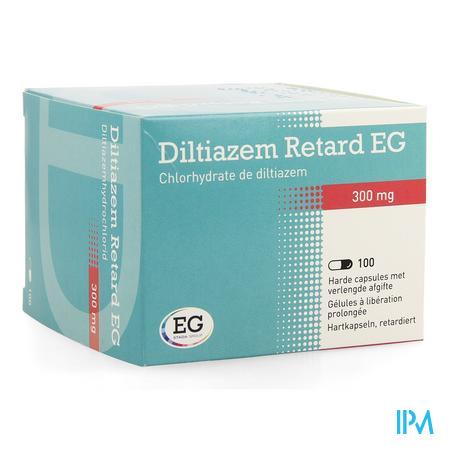 Diltiazem Retard EG
Chlorhydrate de diltiazem
300 mg
100
Harde capsules met
verlengde afgifte
Gélules à libération
prolongée
Hartkapseln, retardiert
EG
STADA GROUP
Diltiazem Retard EG
Diltiazemhydrochlorid
300 mg
100
IPM